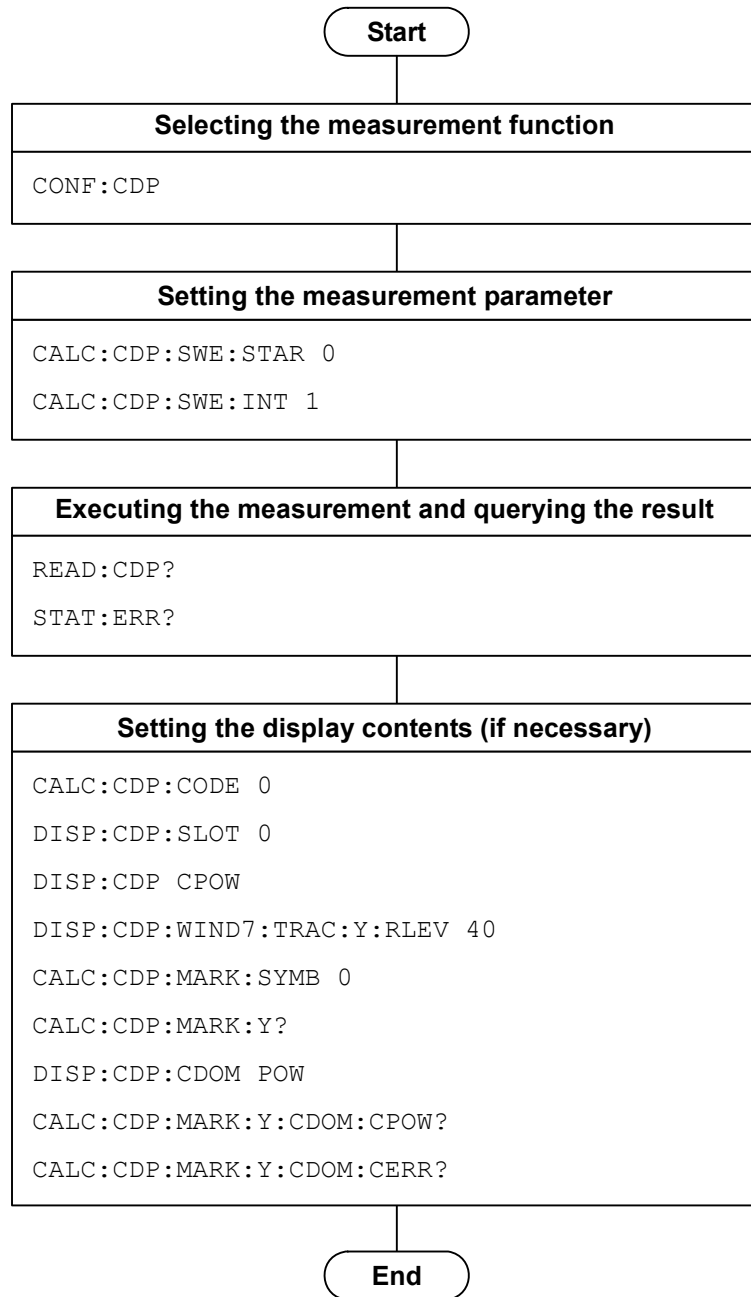 Start
Selecting the measurement function
CONF:CDP
Setting the measurement parameter
CALC:CDP:SWE:STAR 0
CALC:CDP:SWE:INT 1
Executing the measurement and querying the result
READ:CDP?
STAT:ERR?
Setting the display contents (if necessary)
CALC:CDP:CODE 0
DISP:CDP:SLOT 0
DISP:CDP CPOW
DISP:CDP:WIND7:TRAC:Y:RLEV 40
CALC:CDP:MARK:SYMB 0
CALC:CDP:MARK:Y?
DISP:CDP:CDOM POW
CALC:CDP:MARK:Y:CDOM:CPOW?
CALC:CDP:MARK:Y:CDOM:CERR?
End